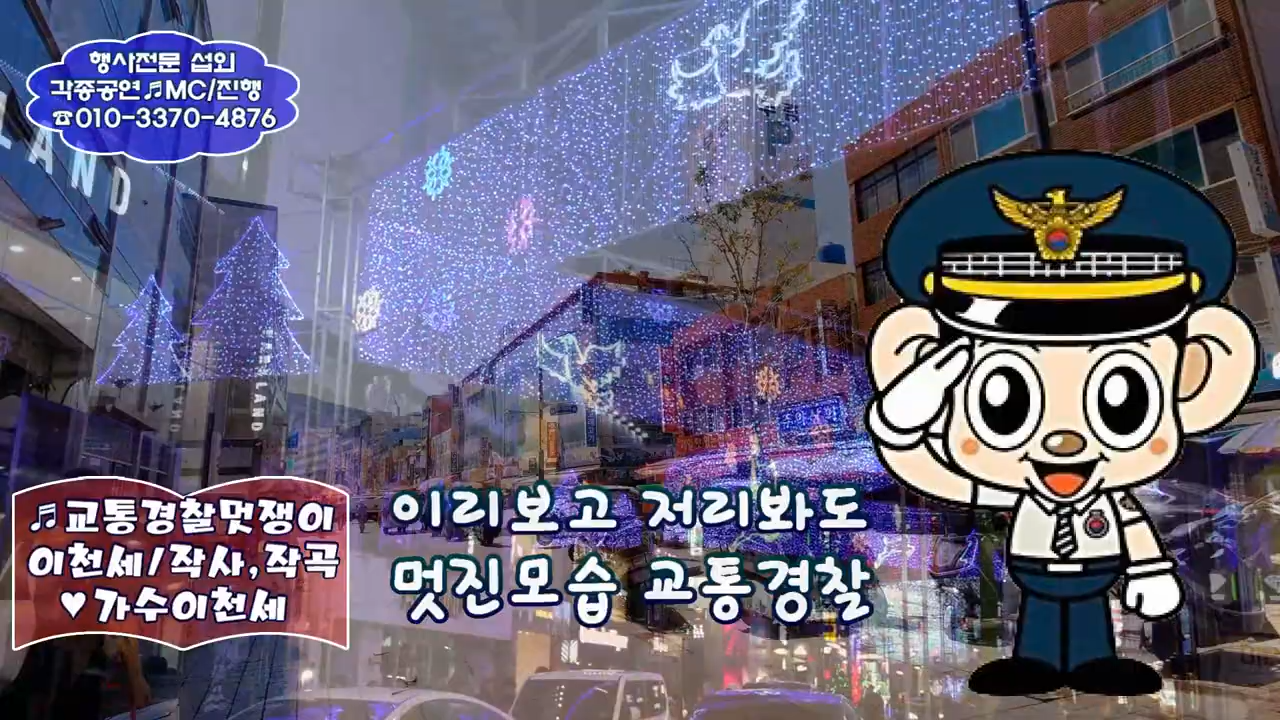 행사전문 섭외
각종공연♬MC/진행
☎010-3370-4876
LAND
♬교통경찰멋쟁이
이천세/작사,작곡
♥가수이천세
이리보고 저리봐도
멋진모습 교통경찰